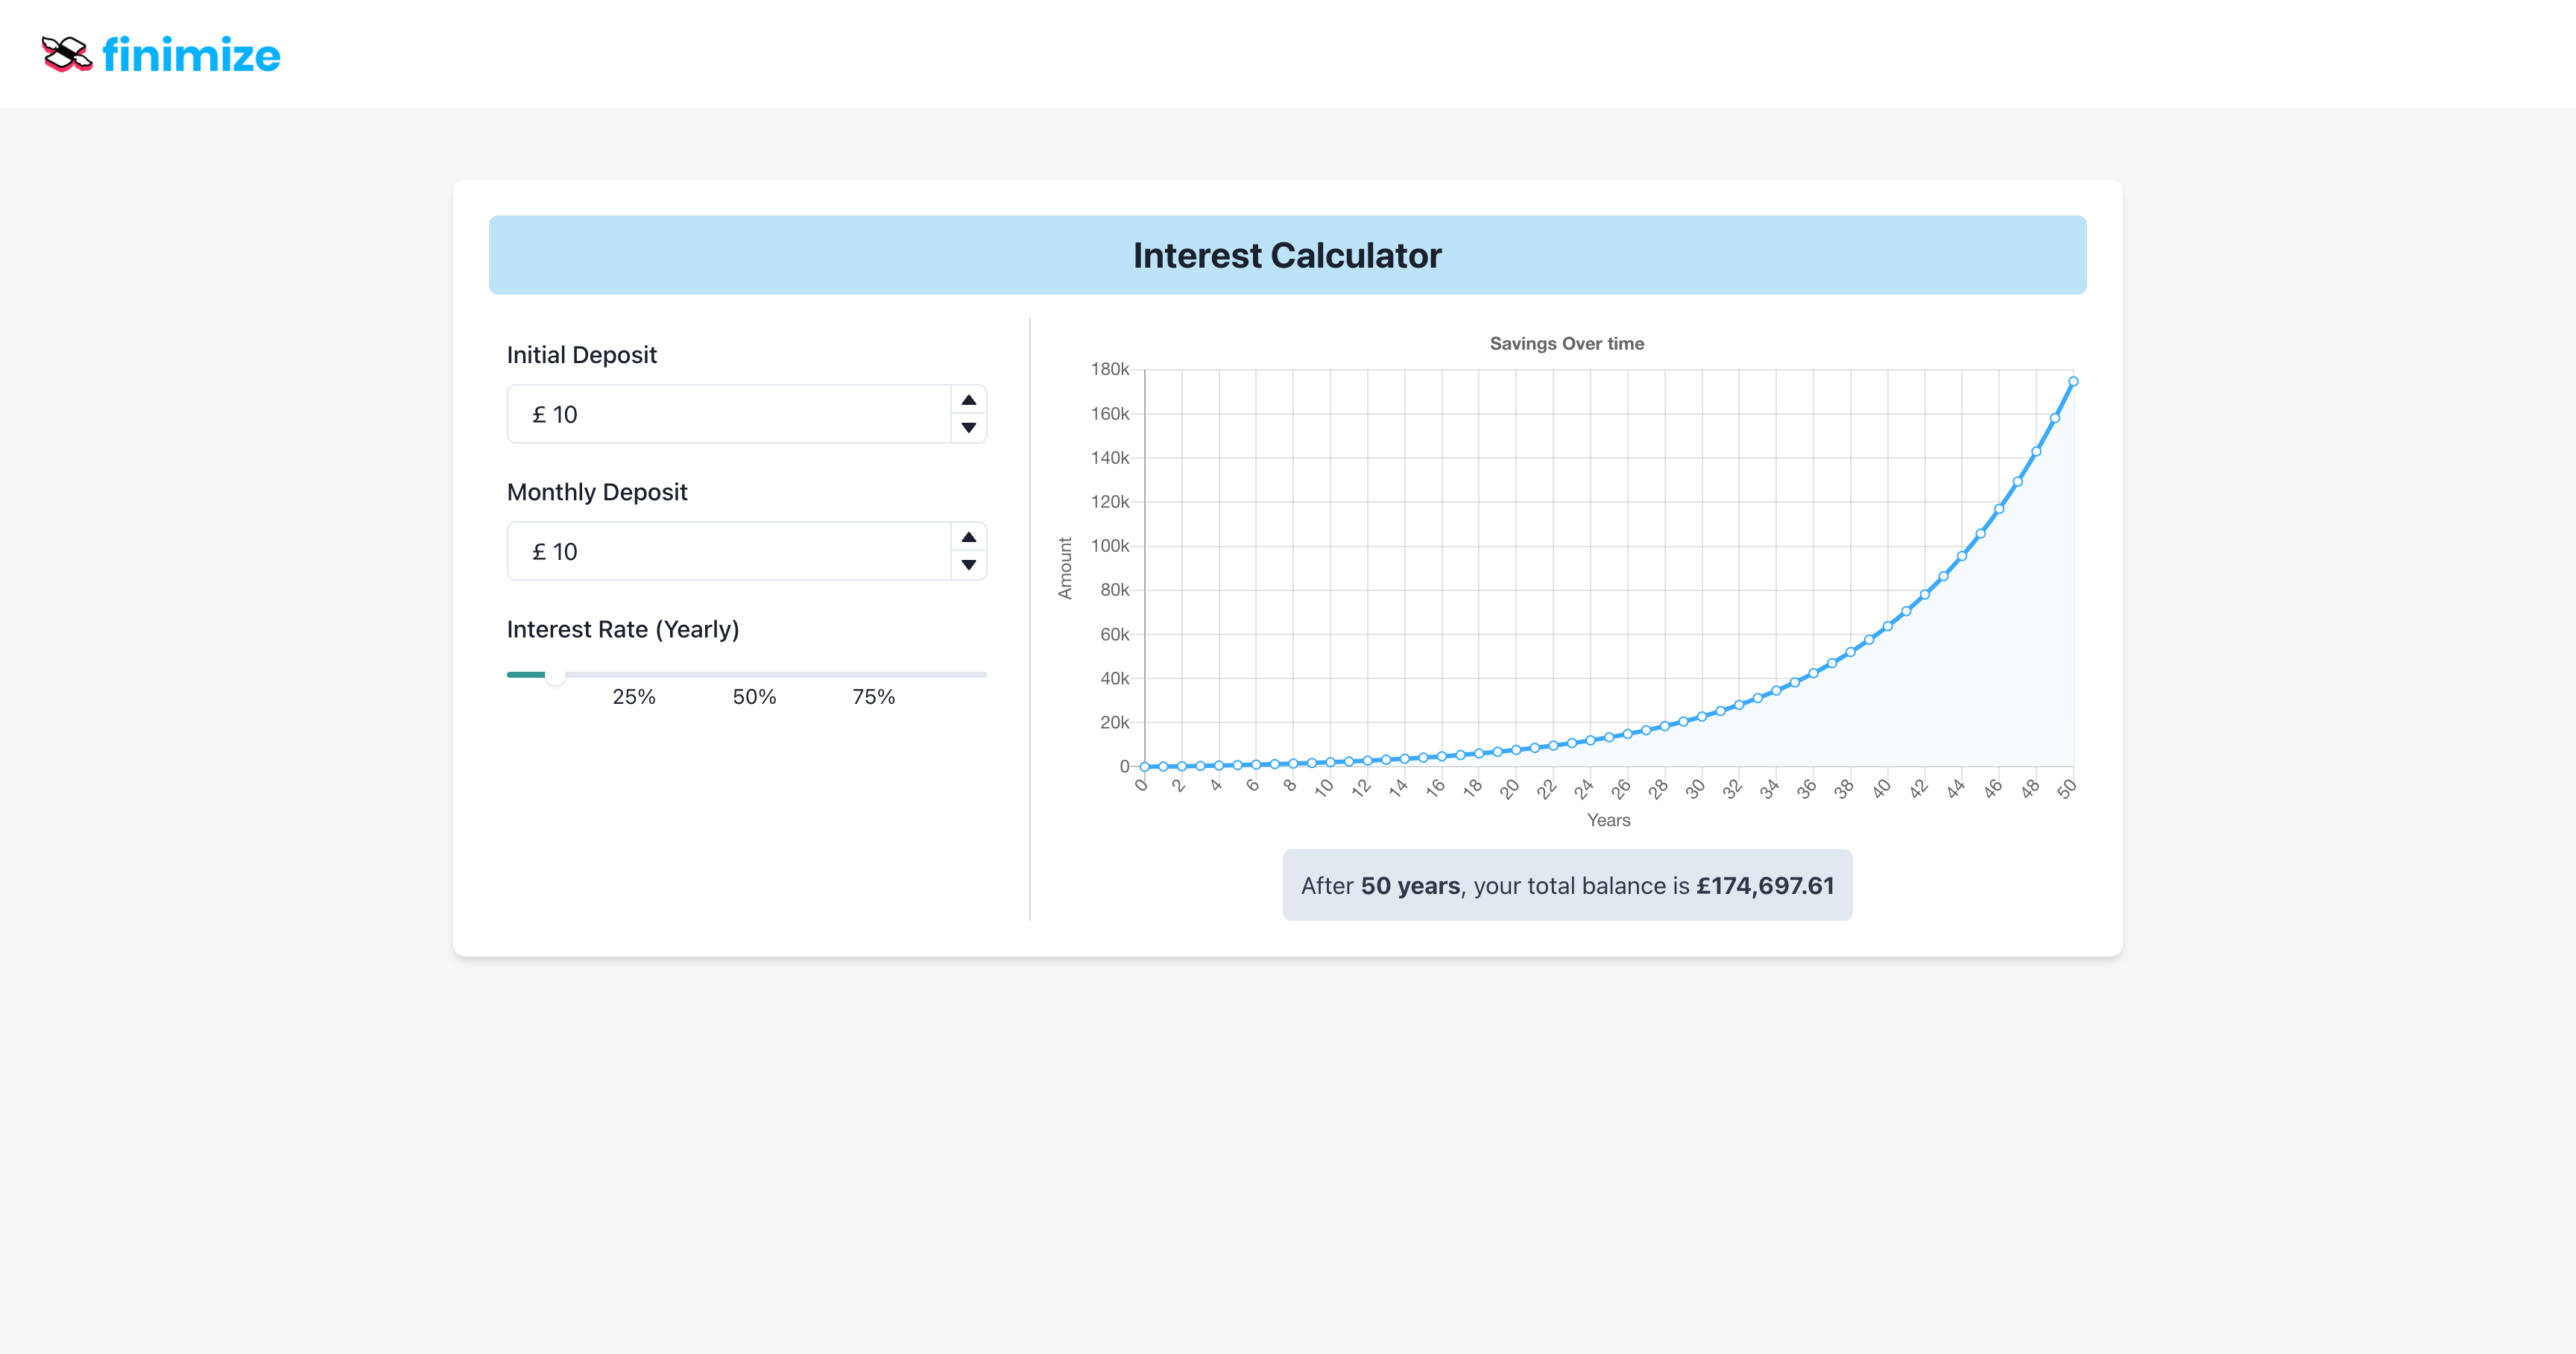 finimize
Interest Calculator
Initial Deposit
£ 10
Monthly Deposit
£ 10
Interest Rate (Yearly)
25% 50% 75%
Savings Over time
180k
160k
140k
120k
100k
80k
60k
40k
20k
0
Amount
0 2 4 6 8 10 12 14 16 18 20 22 24 26 28 30 32 34 36 38 40 42 44 46 48 50
Years
After 50 years, your total balance is £174,697.61